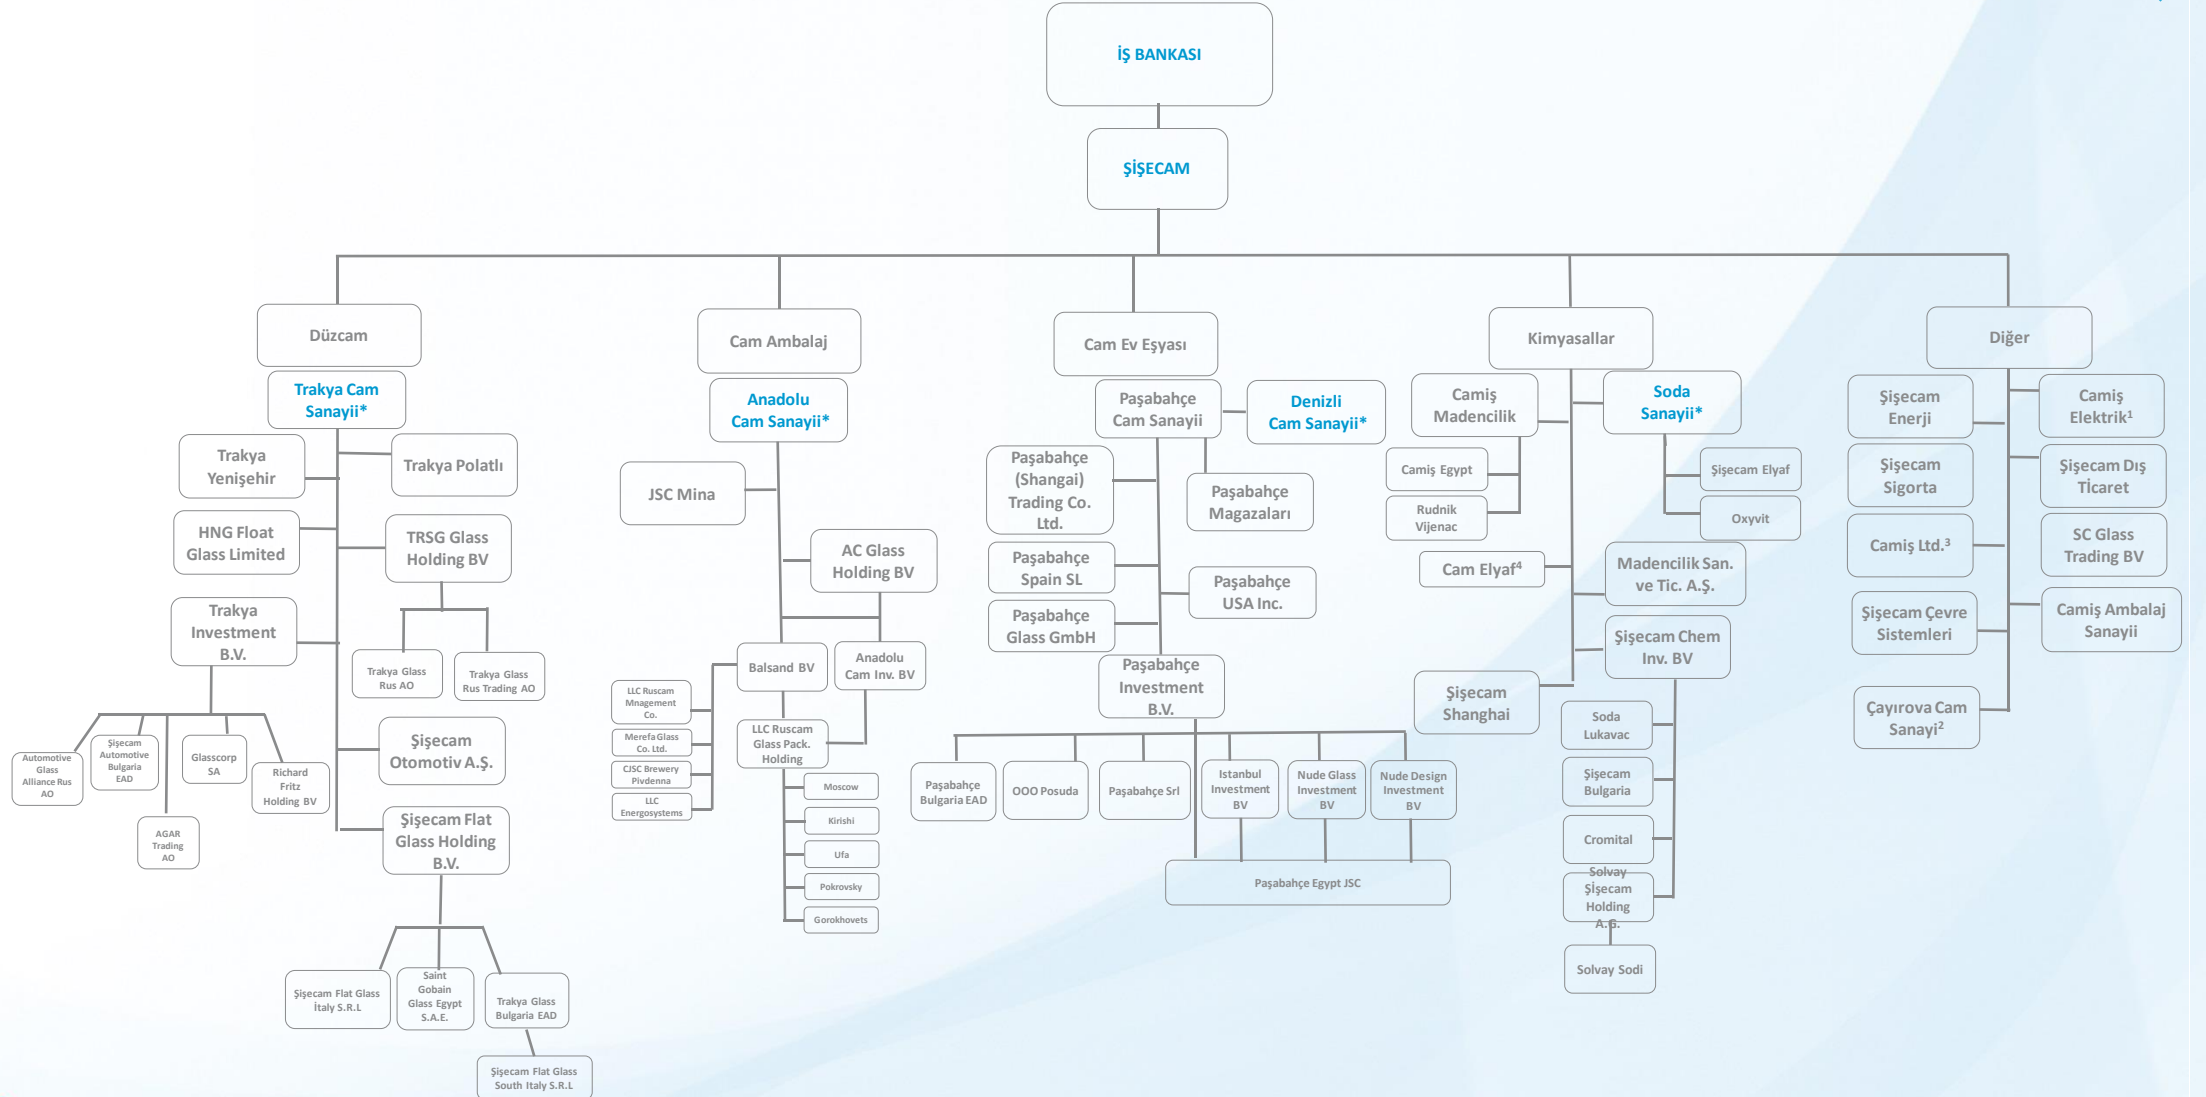 İŞ BANKASI
ŞİŞECAM
Düzcam
Trakya Cam
Sanayii*
Trakya
Yenişehir
Trakya Polatlı
HNG Float
Glass Limited
TRSG Glass
Holding BV
Trakya
Investment
B.V.
Trakya Glass
Rus AO
Trakya Glass
Rus Trading AO
Automotive
Glass
Alliance Rus
AO
Şişecam
Automotive
Bulgaria
EAD
AGAR
Trading
AO
Glasscorp
SA
Richard
Fritz
Holding BV
Şişecam
Otomotiv A.Ş.
Şişecam Flat
Glass Holding
B.V.
Şişecam Flat Glass
İtaly S.R.L
Saint
Gobain
Glass Egypt
S.A.E.
Trakya Glass
Bulgaria EAD
Şişecam Flat Glass
South Italy S.R.L
Cam Ambalaj
Anadolu
Cam Sanayii*
JSC Mina
AC Glass
Holding BV
Balsand BV
Anadolu
Cam Inv. BV
LLC Ruscam
Mnagement
Co.
Merefa Glass
Co. Ltd.
CJSC Brewery
Pivdenna
LLC
Energosystems
LLC Ruscam
Glass Pack.
Holding
Moscow
Kirishi
Ufa
Pokrovsky
Gorokhovets
Cam Ev Eşyası
Paşabahçe
Cam Sanayii
Denizli
Cam Sanayii*
Paşabahçe
(Shangai)
Trading Co.
Ltd.
Paşabahçe
Magazaları
Paşabahçe
Spain SL
Paşabahçe
USA Inc.
Paşabahçe
Glass GmbH
Paşabahçe
Investment
B.V.
Paşabahçe
Bulgaria EAD
OOO Posuda
Paşabahçe Srl
Istanbul
Investment
BV
Nude Glass
Investment
BV
Nude Design
Investment
BV
Paşabahçe Egypt JSC
Kimyasallar
Camiş
Madencilik
Soda
Sanayii*
Camiş Egypt
Rudnik
Vijenac
Şişecam Elyaf
Oxyvit
Cam Elyaf⁴
Madencilik San.
ve Tic. A.Ş.
Şişecam Chem
Inv. BV
Şişecam
Shanghai
Soda
Lukavac
Şişecam
Bulgaria
Cromital
Solvay
Şişecam
Holding
A.G.
Solvay Sodi
Diğer
Şişecam
Enerji
Camiş
Elektrik¹
Şişecam
Sigorta
Şişecam Dış
Tİcaret
Camiş Ltd.³
SC Glass
Trading BV
Şişecam Çevre
Sistemleri
Camiş Ambalaj
Sanayii
Çayırova Cam
Sanayi²